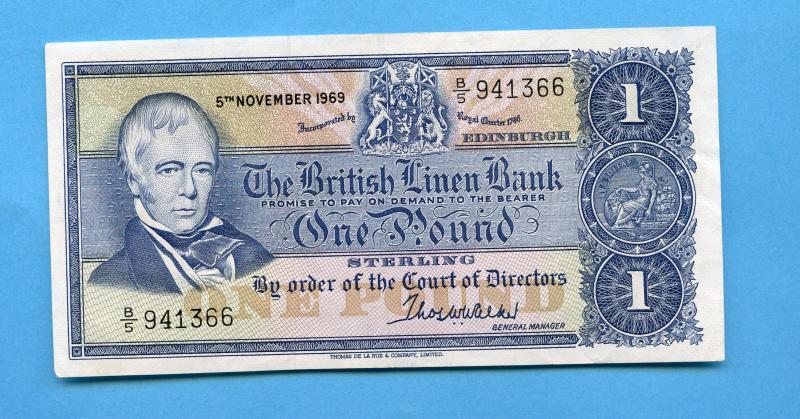 5TH NOVEMBER 1969
B/5 941366
1
Incorporated by Royal Charter 1746.
EDINBURGH
The British Linen Bank
PROMISE TO PAY ON DEMAND TO THE BEARER
One Pound
STERLING
By order of the Court of Directors
ONE POUND
B/5 941366
Thos W Walker
GENERAL MANAGER
1
THOMAS DE LA RUE & COMPANY, LIMITED.